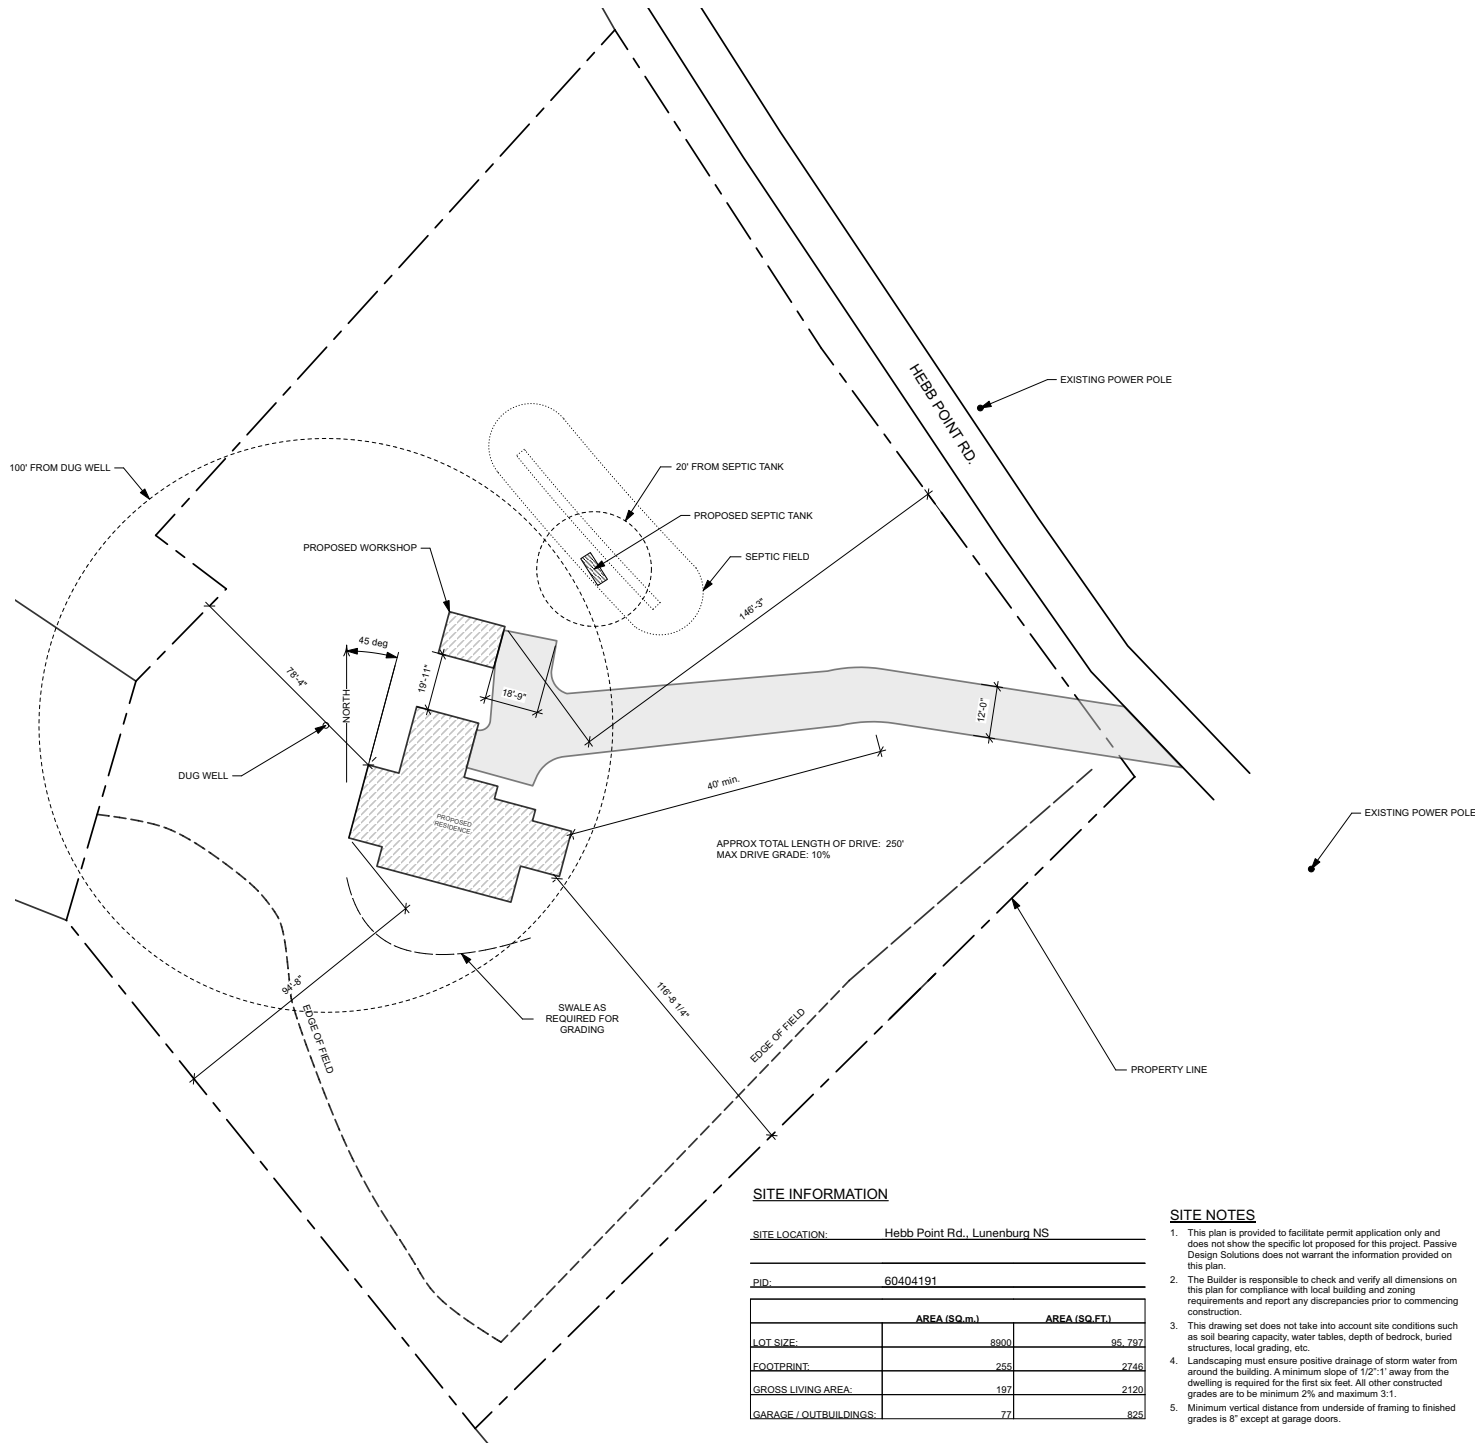 HEBB POINT RD.
EXISTING POWER POLE
100' FROM DUG WELL
20' FROM SEPTIC TANK
PROPOSED SEPTIC TANK
PROPOSED WORKSHOP
SEPTIC FIELD
146'-3"
45 deg
78'-4"
NORTH
19'-11"
18'-9"
12'-0"
DUG WELL
40' min.
PROPOSED
RESIDENCE
EXISTING POWER POLE
APPROX TOTAL LENGTH OF DRIVE: 250'
MAX DRIVE GRADE: 10%
94'-8"
116'-8 1/4"
SWALE AS
REQUIRED FOR
GRADING
EDGE OF FIELD
EDGE OF FIELD
PROPERTY LINE
SITE INFORMATION
SITE LOCATION: Hebb Point Rd., Lunenburg NS
PID: 60404191
AREA (SQ.m.) AREA (SQ.FT.)
LOT SIZE: 8900 95, 797
FOOTPRINT: 255 2746
GROSS LIVING AREA: 197 2120
GARAGE / OUTBUILDINGS: 77 825
SITE NOTES
1. This plan is provided to facilitate permit application only and
does not show the specific lot proposed for this project. Passive
Design Solutions does not warrant the information provided on
this plan.
2. The Builder is responsible to check and verify all dimensions on
this plan for compliance with local building and zoning
requirements and report any discrepancies prior to commencing
construction.
3. This drawing set does not take into account site conditions such
as soil bearing capacity, water tables, depth of bedrock, buried
structures, local grading, etc.
4. Landscaping must ensure positive drainage of storm water from
around the building. A minimum slope of 1/2":1' away from the
dwelling is required for the first six feet. All other constructed
grades are to be minimum 2% and maximum 3:1.
5. Minimum vertical distance from underside of framing to finished
grades is 8" except at garage doors.